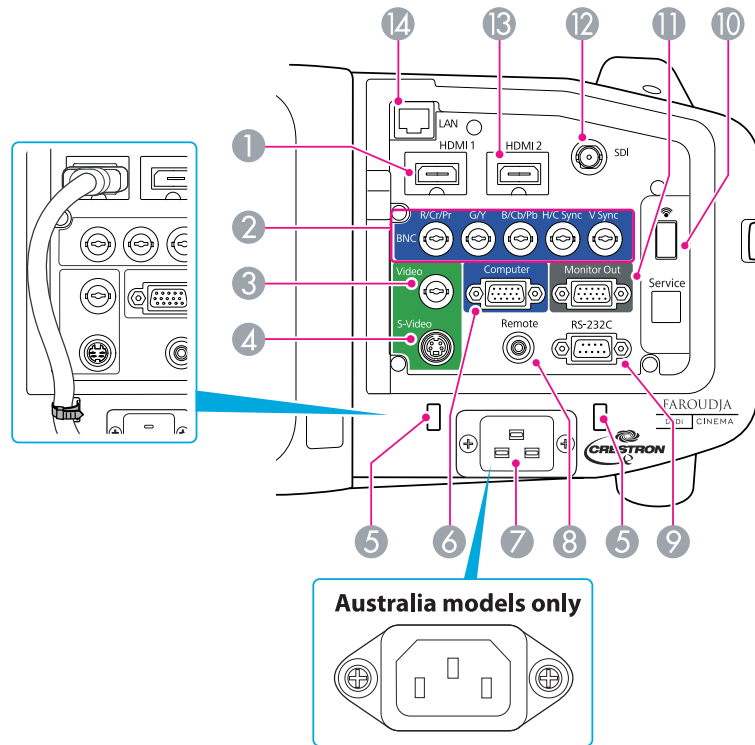 14
13
12
11
10
LAN
1
HDMI 1
HDMI 2
SDI
2
R/Cr/Pr G/Y B/Cb/Pb H/C Sync V Sync
BNC
3
Video
Computer
Monitor Out
Service
4
S-Video
Remote
RS-232C
FAROUDJA
DCDi CINEMA
CRESTRON
e
5
6
7
8
5
9
Australia models only